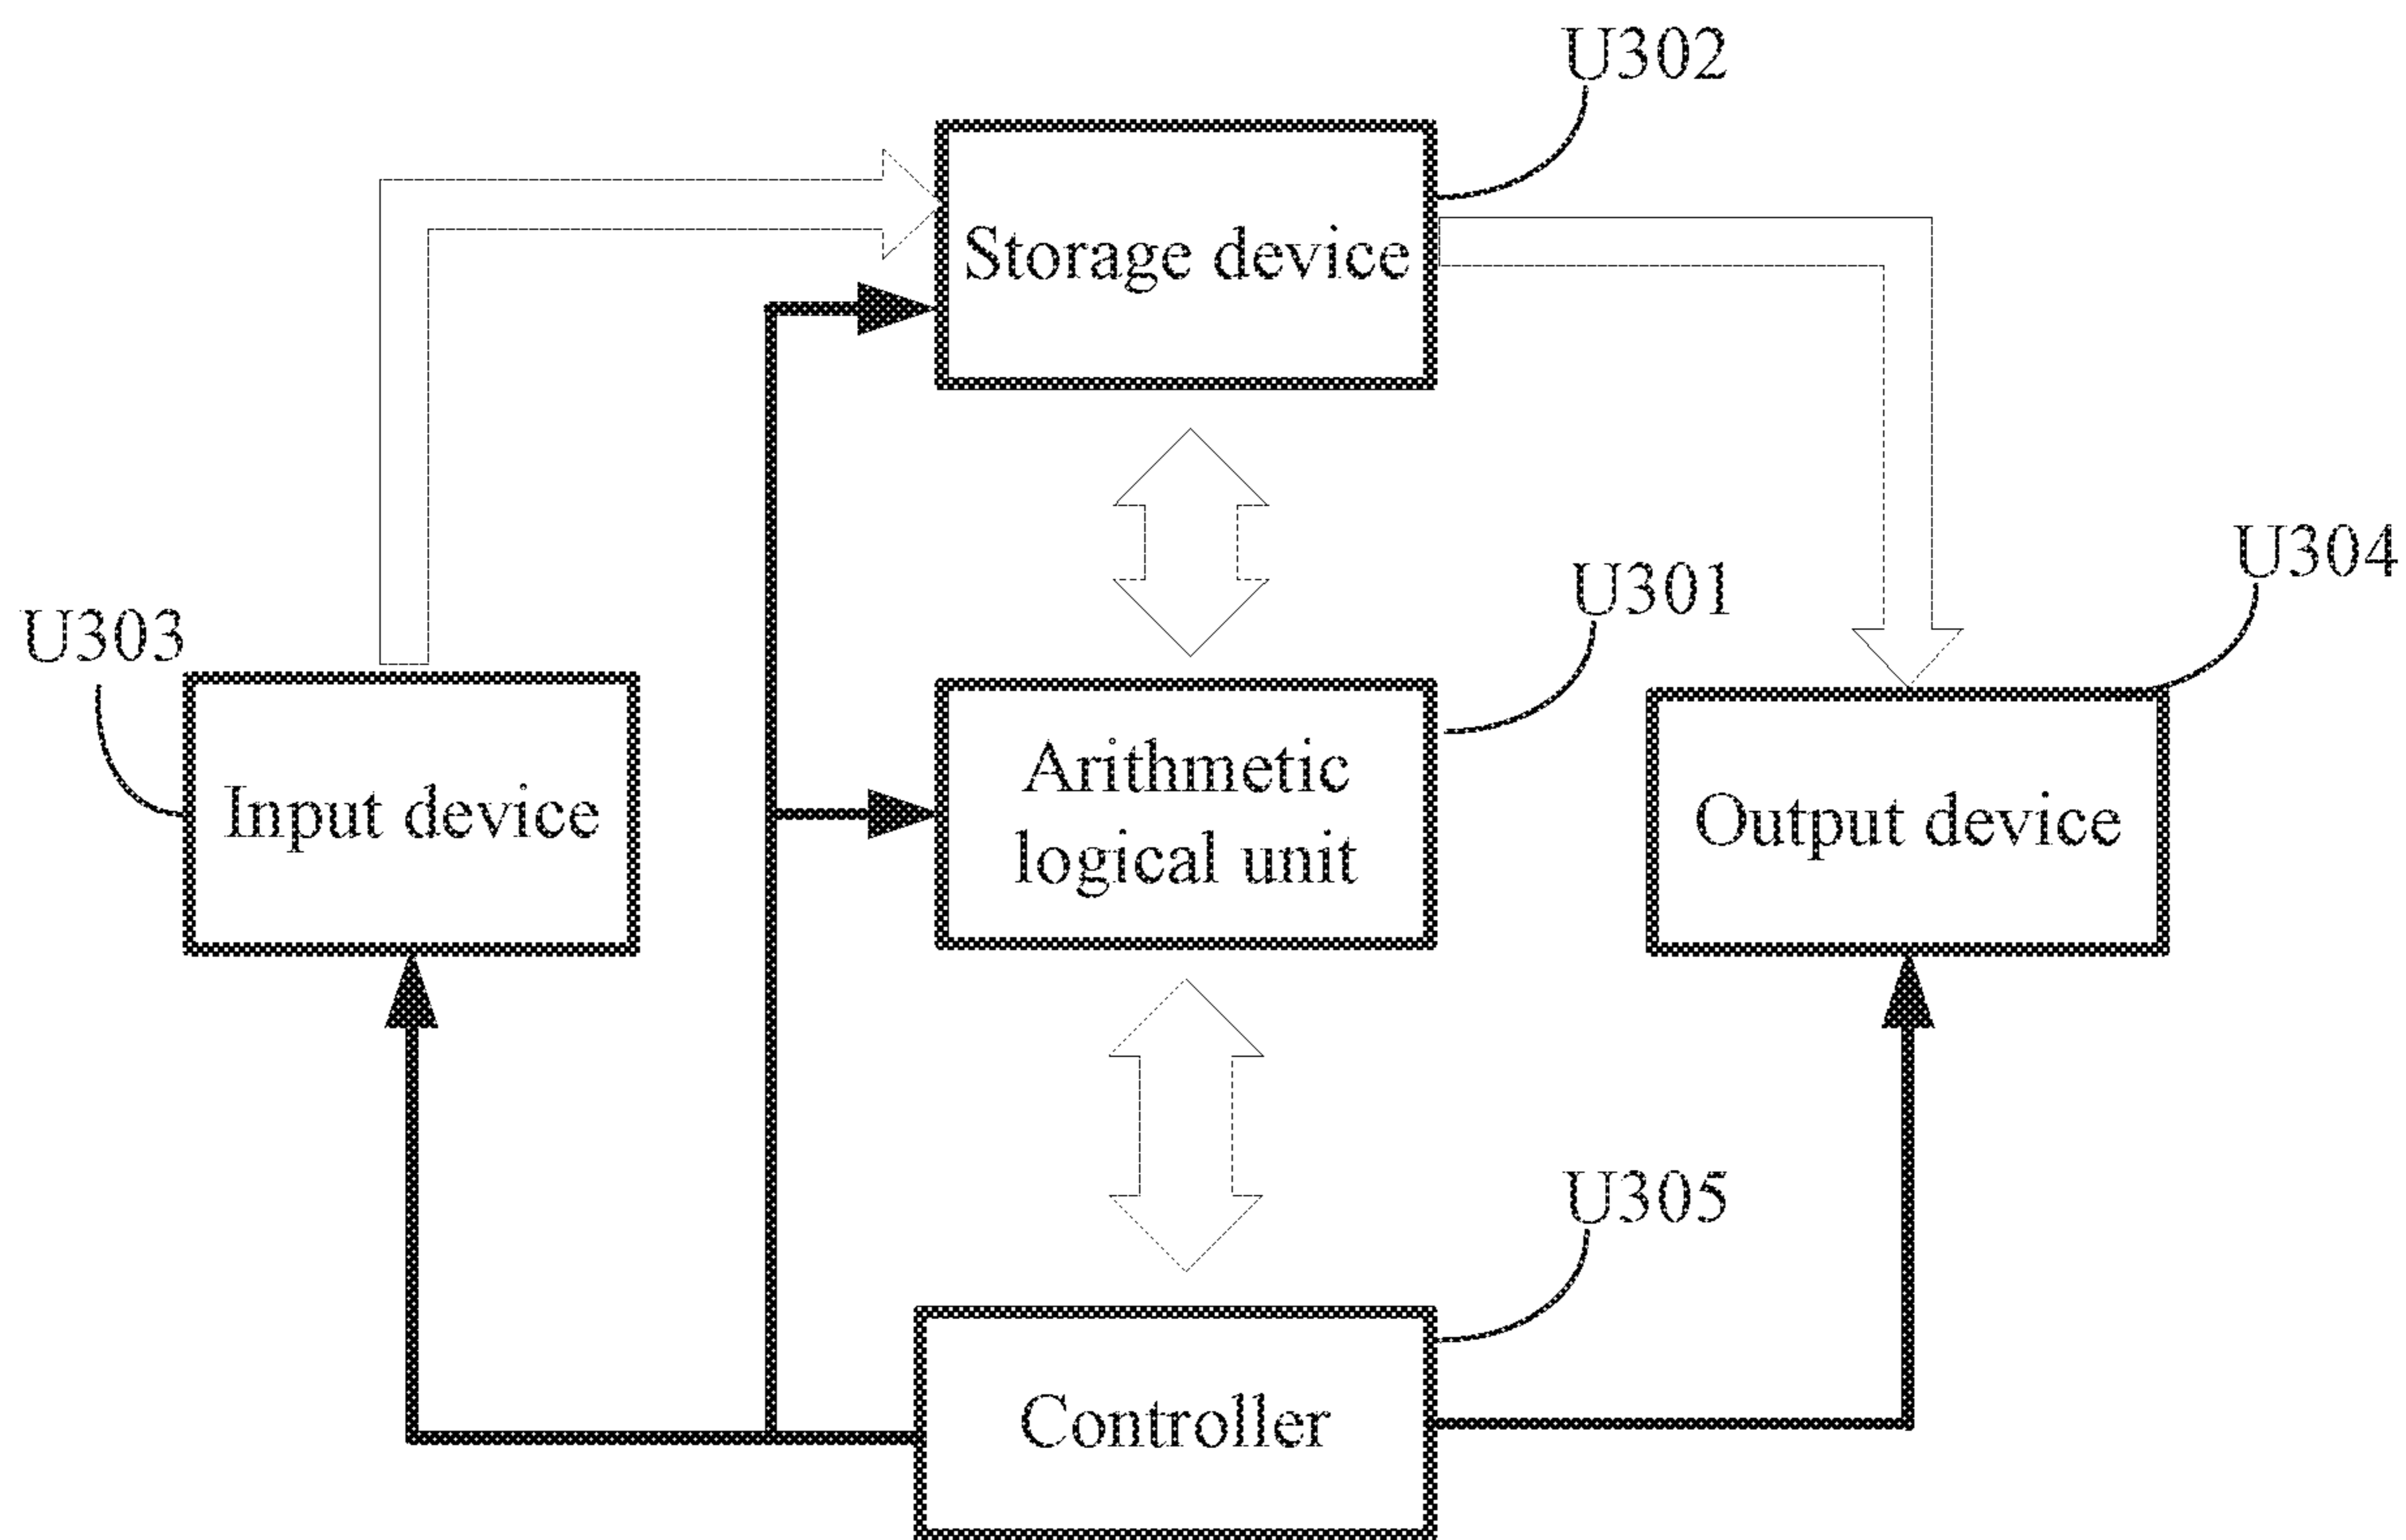 U302
Storage device
U304
U301
U303
Input device
Arithmetic
logical unit
Output device
U305
Controller